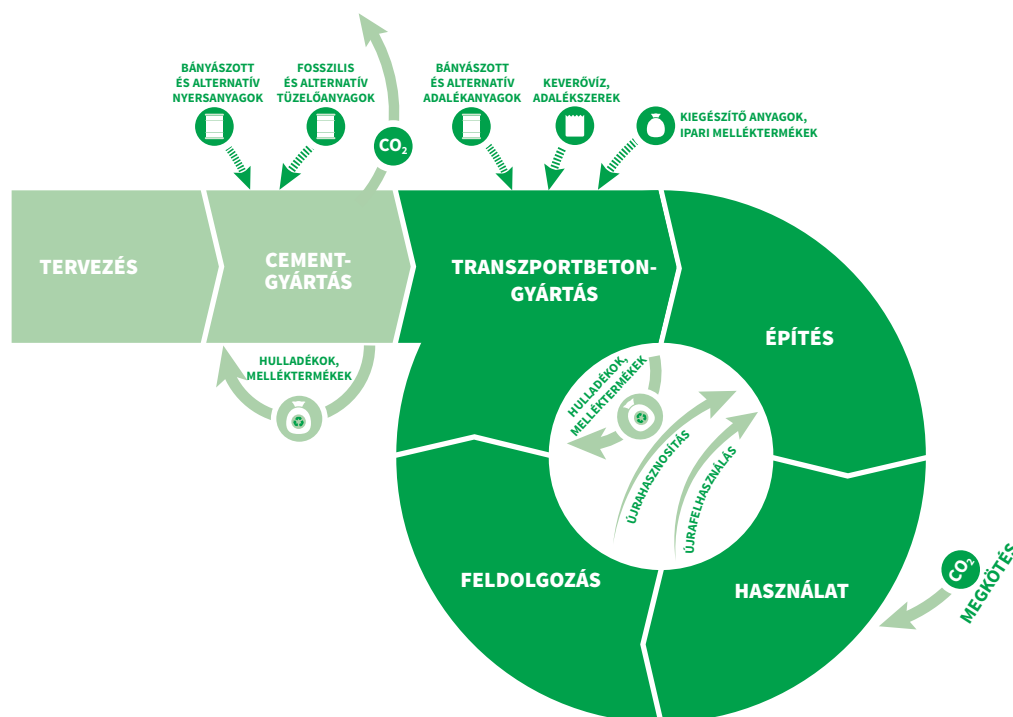 BÁNYÁSZOTT
ÉS ALTERNATÍV
NYERSANYAGOK
FOSSZILIS
ÉS ALTERNATÍV
TÜZELŐANYAGOK
CO₂
BÁNYÁSZOTT
ÉS ALTERNATÍV
ADALÉKANYAGOK
KEVERŐVÍZ,
ADALÉKSZEREK
KIEGÉSZÍTŐ ANYAGOK,
IPARI MELLÉKTERMÉKEK
TERVEZÉS
CEMENT-
GYÁRTÁS
TRANSZPORTBETON-
GYÁRTÁS
ÉPÍTÉS
HULLADÉKOK,
MELLÉKTERMÉKEK
HULLADÉKOK,
MELLÉKTERMÉKEK
ÚJRAHASZNOSÍTÁS
ÚJRAFELHASZNÁLÁS
FELDOLGOZÁS
HASZNÁLAT
CO₂
MEGKÖTÉS